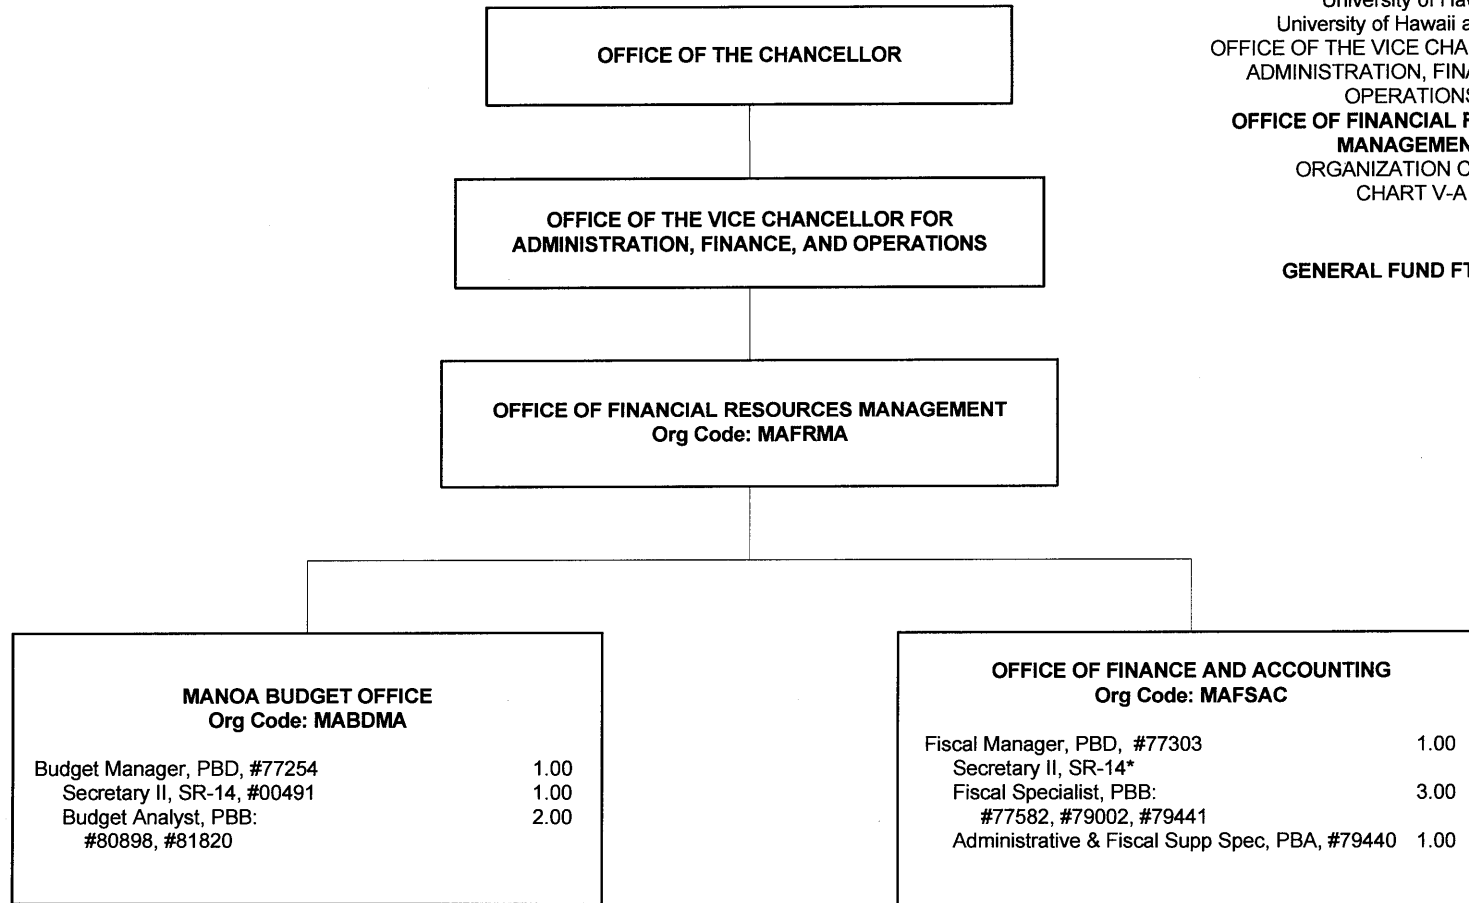 University of Haw
University of Hawaii a
OFFICE OF THE VICE CHA
ADMINISTRATION, FINA
OPERATIONS
OFFICE OF FINANCIAL R
MANAGEMEN
ORGANIZATION C
CHART V-A
GENERAL FUND FT
OFFICE OF THE CHANCELLOR
OFFICE OF THE VICE CHANCELLOR FOR
ADMINISTRATION, FINANCE, AND OPERATIONS
OFFICE OF FINANCIAL RESOURCES MANAGEMENT
Org Code: MAFRMA
MANOA BUDGET OFFICE
Org Code: MABDMA
Budget Manager, PBD, #77254 1.00
Secretary II, SR-14, #00491 1.00
Budget Analyst, PBB: 2.00
#80898, #81820
OFFICE OF FINANCE AND ACCOUNTING
Org Code: MAFSAC
Fiscal Manager, PBD, #77303 1.00
Secretary II, SR-14*
Fiscal Specialist, PBB: 3.00
#77582, #79002, #79441
Administrative & Fiscal Supp Spec, PBA, #79440 1.00